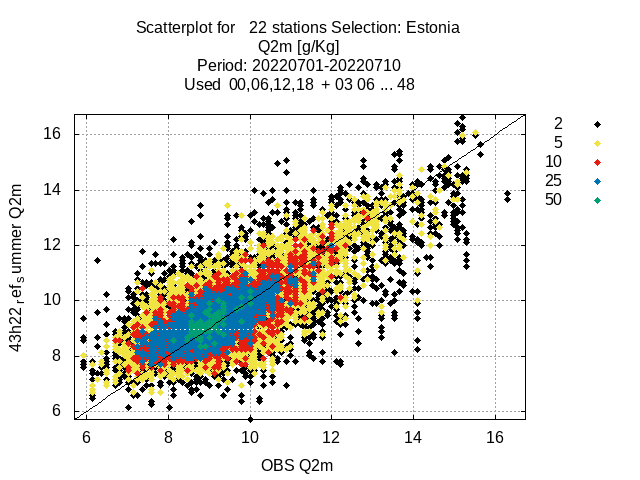 Scatterplot for 22 stations Selection: Estonia
Q2m [g/Kg]
Period: 20220701-20220710
Used 00,06,12,18 + 03 06 ... 48
2
5
10
25
50
16
14
12
10
8
6
43h22_ref_summer Q2m
6 8 10 12 14 16
OBS Q2m